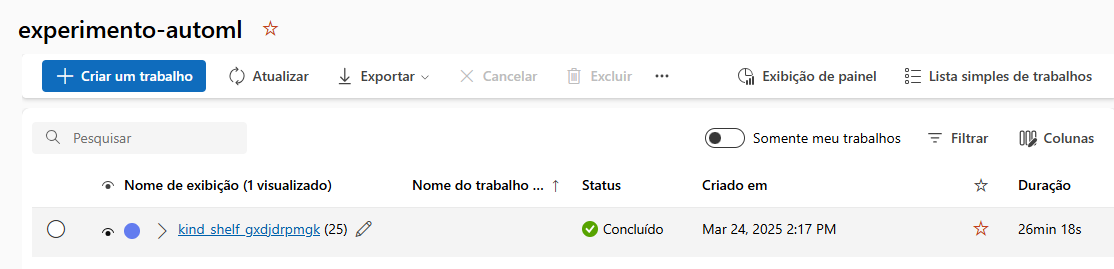 experimento-automl
Criar um trabalho Atualizar Exportar Cancelar Excluir ... Exibição de painel Lista simples de trabalhos
Pesquisar Somente meu trabalhos Filtrar Colunas
Nome de exibição (1 visualizado) Nome do trabalho ... ↑ Status Criado em Duração
kind_shelf_gxdjdrpmgk (25) Concluído Mar 24, 2025 2:17 PM 26min 18s